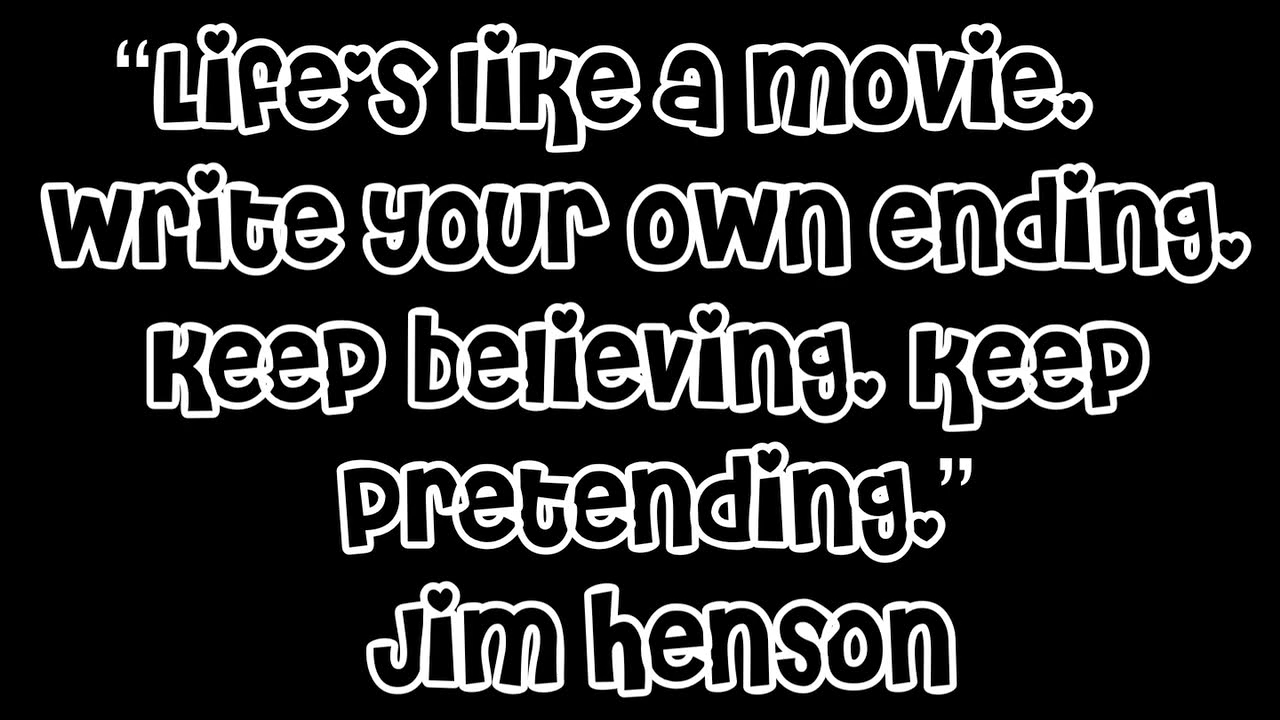 “Life's like a movie.
write your own ending.
Keep believing. Keep
pretending.”
Jim henson